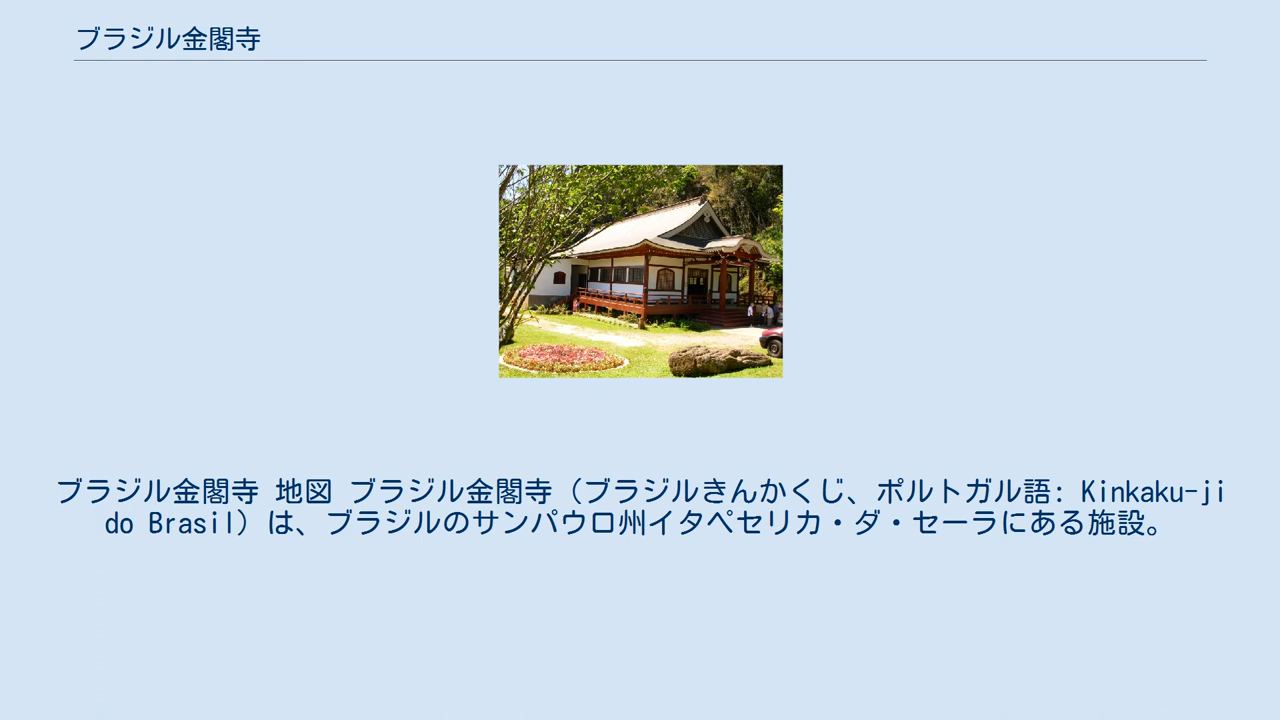 ブラジル金閣寺
ブラジル金閣寺 地図 ブラジル金閣寺（ブラジルきんかくじ、ポルトガル語: Kinkaku-ji
do Brasil）は、ブラジルのサンパウロ州イタペセリカ・ダ・セーラにある施設。